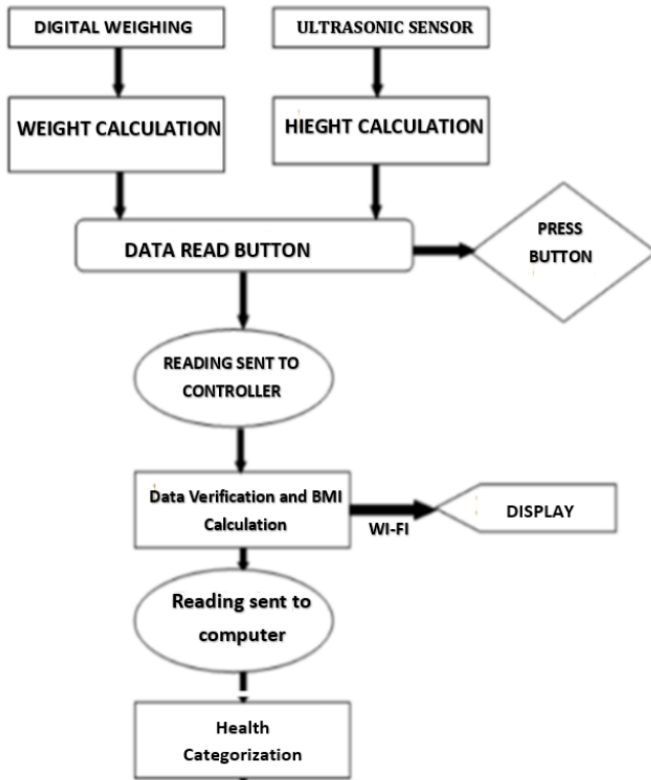 DIGITAL WEIGHING
ULTRASONIC SENSOR
WEIGHT CALCULATION
HIEGHT CALCULATION
DATA READ BUTTON
PRESS
BUTTON
READING SENT TO
CONTROLLER
Data Verification and BMI
Calculation
WI-FI
DISPLAY
Reading sent to
computer
Health
Categorization